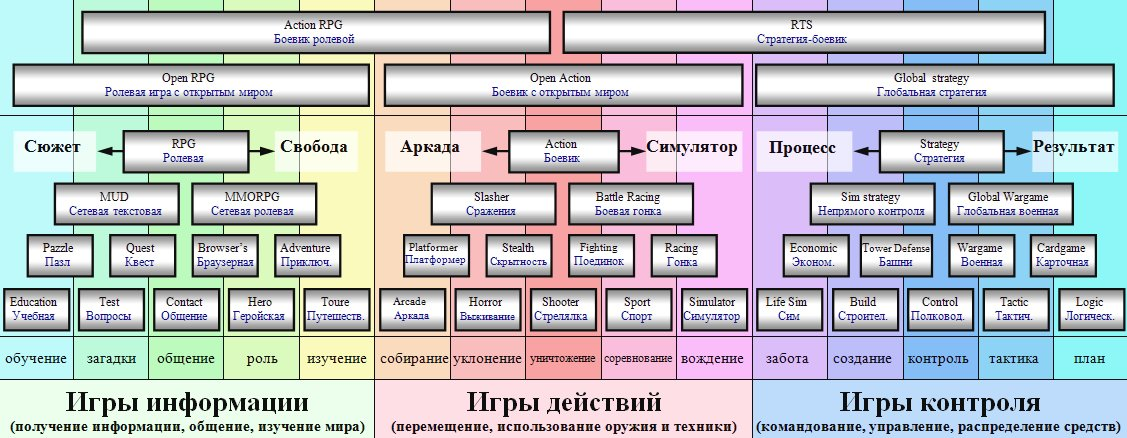 Action RPG
Боевик ролевой
RTS
Стратегия-боевик
Open RPG
Ролевая игра с открытым миром
Open Action
Боевик с открытым миром
Global strategy
Глобальная стратегия
Сюжет
RPG
Ролевая
Свобода
Аркада
Action
Боевик
Симулятор
Процесс
Strategy
Стратегия
Результат
MUD
Сетевая текстовая
MMORPG
Сетевая ролевая
Slasher
Сражения
Battle Racing
Боевая гонка
Sim strategy
Непрямого контроля
Global Wargame
Глобальная военная
Pazzle
Пазл
Quest
Квест
Browser’s
Браузерная
Adventure
Приключ.
Platformer
Платформер
Stealth
Скрытность
Fighting
Поединок
Racing
Гонка
Economic
Эконом.
Tower Defense
Башни
Wargame
Военная
Cardgame
Карточная
Education
Учебная
Test
Вопросы
Contact
Общение
Hero
Геройская
Toure
Путешеств.
Arcade
Аркада
Horror
Выживание
Shooter
Стрелялка
Sport
Спорт
Simulator
Симулятор
Life Sim
Сим
Build
Строител.
Control
Полковод.
Tactic
Тактич.
Logic
Логическ.
обучение загадки общение роль изучение собирание уклонение уничтожение соревнование вождение забота создание контроль тактика план
Игры информации
(получение информации, общение, изучение мира)
Игры действий
(перемещение, использование оружия и техники)
Игры контроля
(командование, управление, распределение средств)